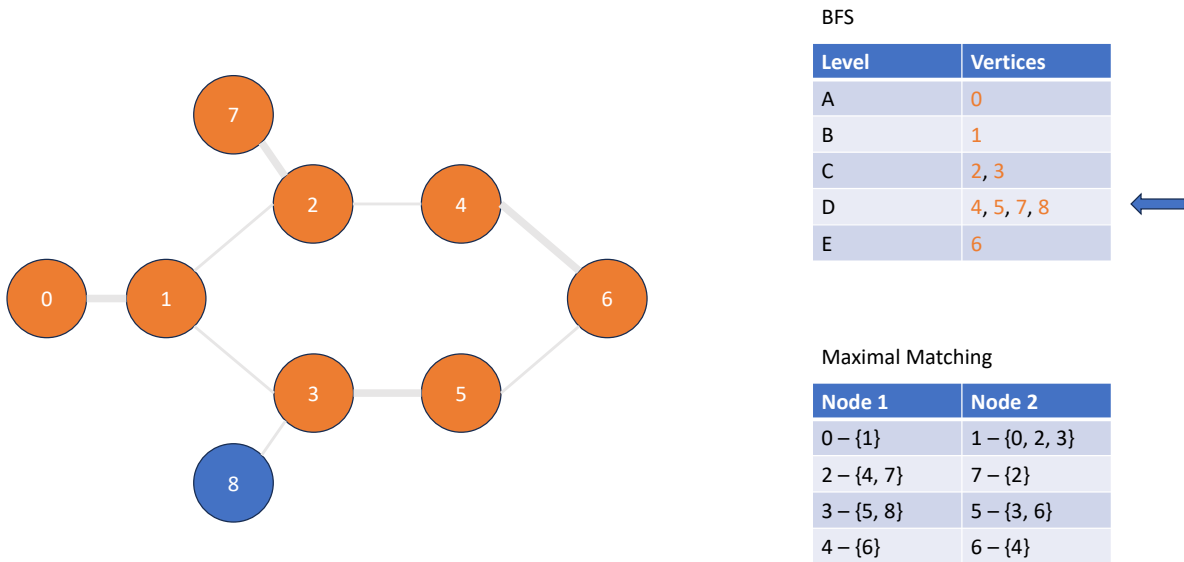 BFS
Level Vertices
A 0
B 1
C 2, 3
D 4, 5, 7, 8
E 6
7
2
4
0
1
6
3
5
8
Maximal Matching
Node 1 Node 2
0 – {1} 1 – {0, 2, 3}
2 – {4, 7} 7 – {2}
3 – {5, 8} 5 – {3, 6}
4 – {6} 6 – {4}